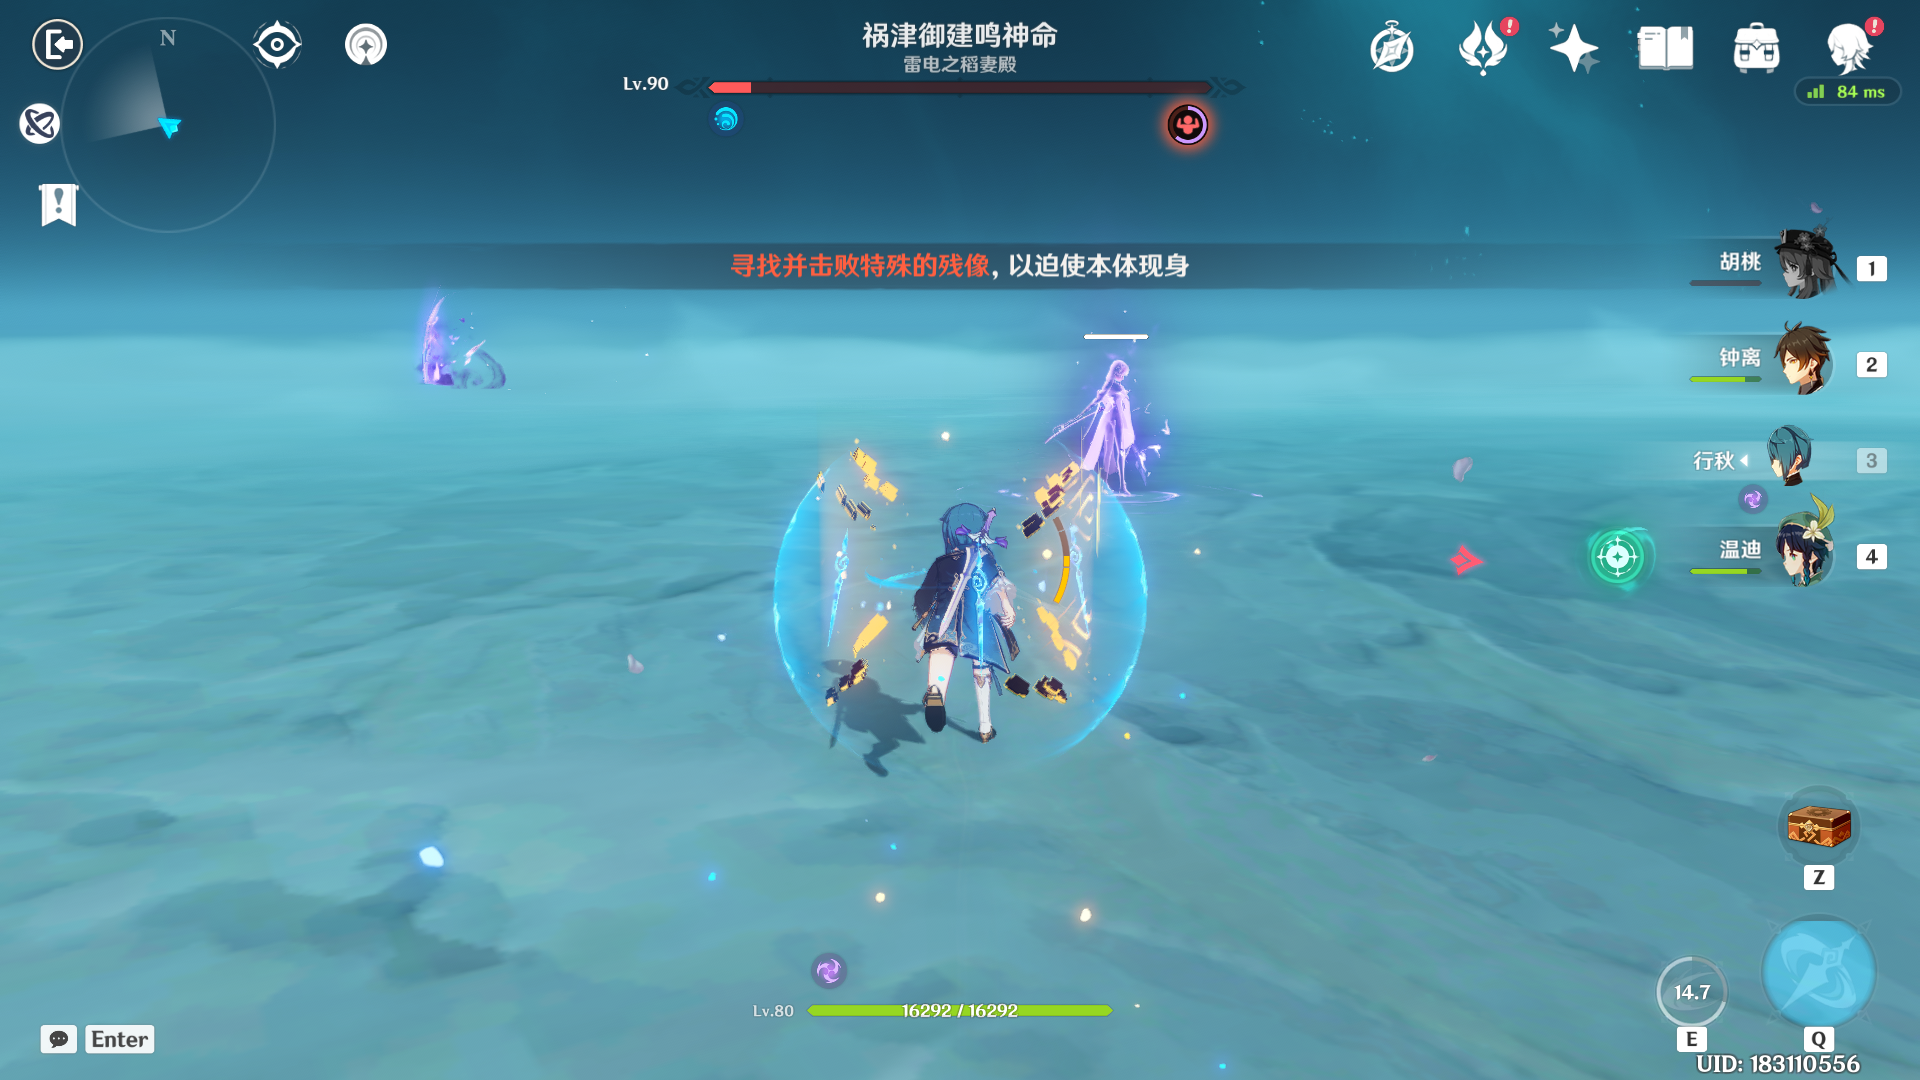 N
祸津御建鸣神命
雷电之稻妻殿
Lv.90
84 ms
寻找并击败特殊的残像，以迫使本体现身
胡桃
1
钟离
2
行秋
3
温迪
4
Z
14.7
E
Q
Lv.80
16292 / 16292
Enter
UID: 183110556